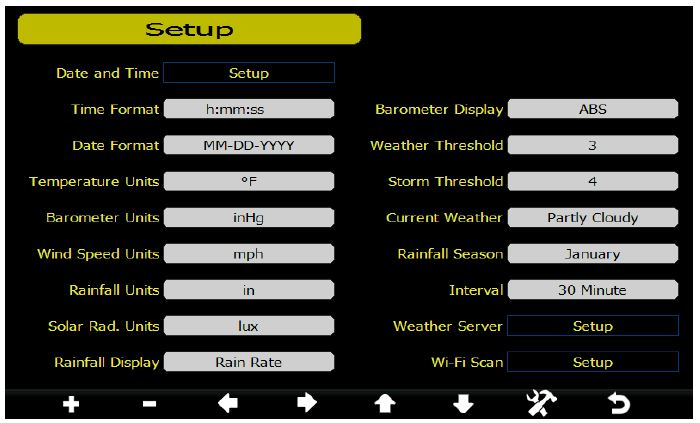 Setup
Date and Time Setup
Time Format h:mm:ss Barometer Display ABS
Date Format MM-DD-YYYY Weather Threshold 3
Temperature Units °F Storm Threshold 4
Barometer Units inHg Current Weather Partly Cloudy
Wind Speed Units mph Rainfall Season January
Rainfall Units in Interval 30 Minute
Solar Rad. Units lux Weather Server Setup
Rainfall Display Rain Rate Wi-Fi Scan Setup